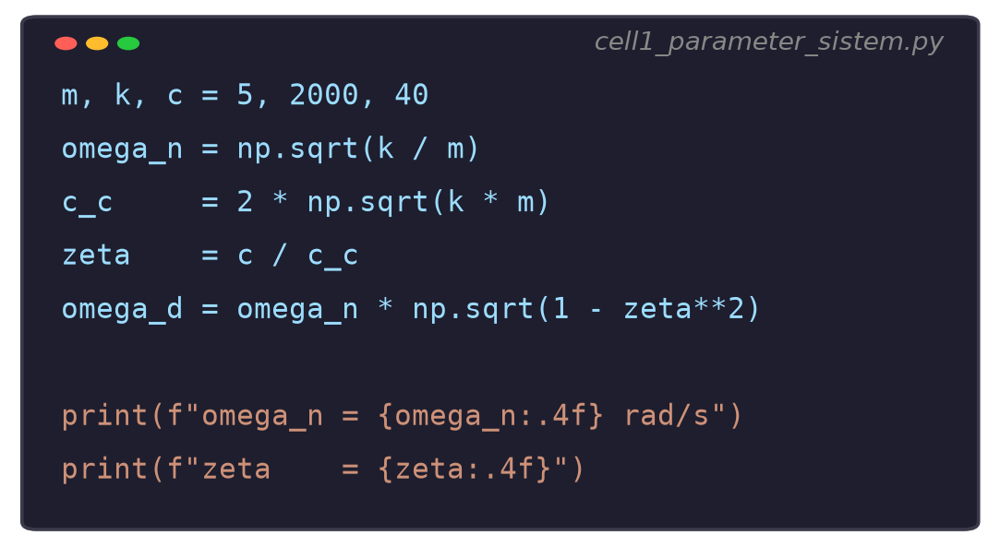 cell1_parameter_sistem.py
m, k, c = 5, 2000, 40
omega_n = np.sqrt(k / m)
c_c     = 2 * np.sqrt(k * m)
zeta    = c / c_c
omega_d = omega_n * np.sqrt(1 - zeta**2)
print(f"omega_n = {omega_n:.4f} rad/s")
print(f"zeta    = {zeta:.4f}")